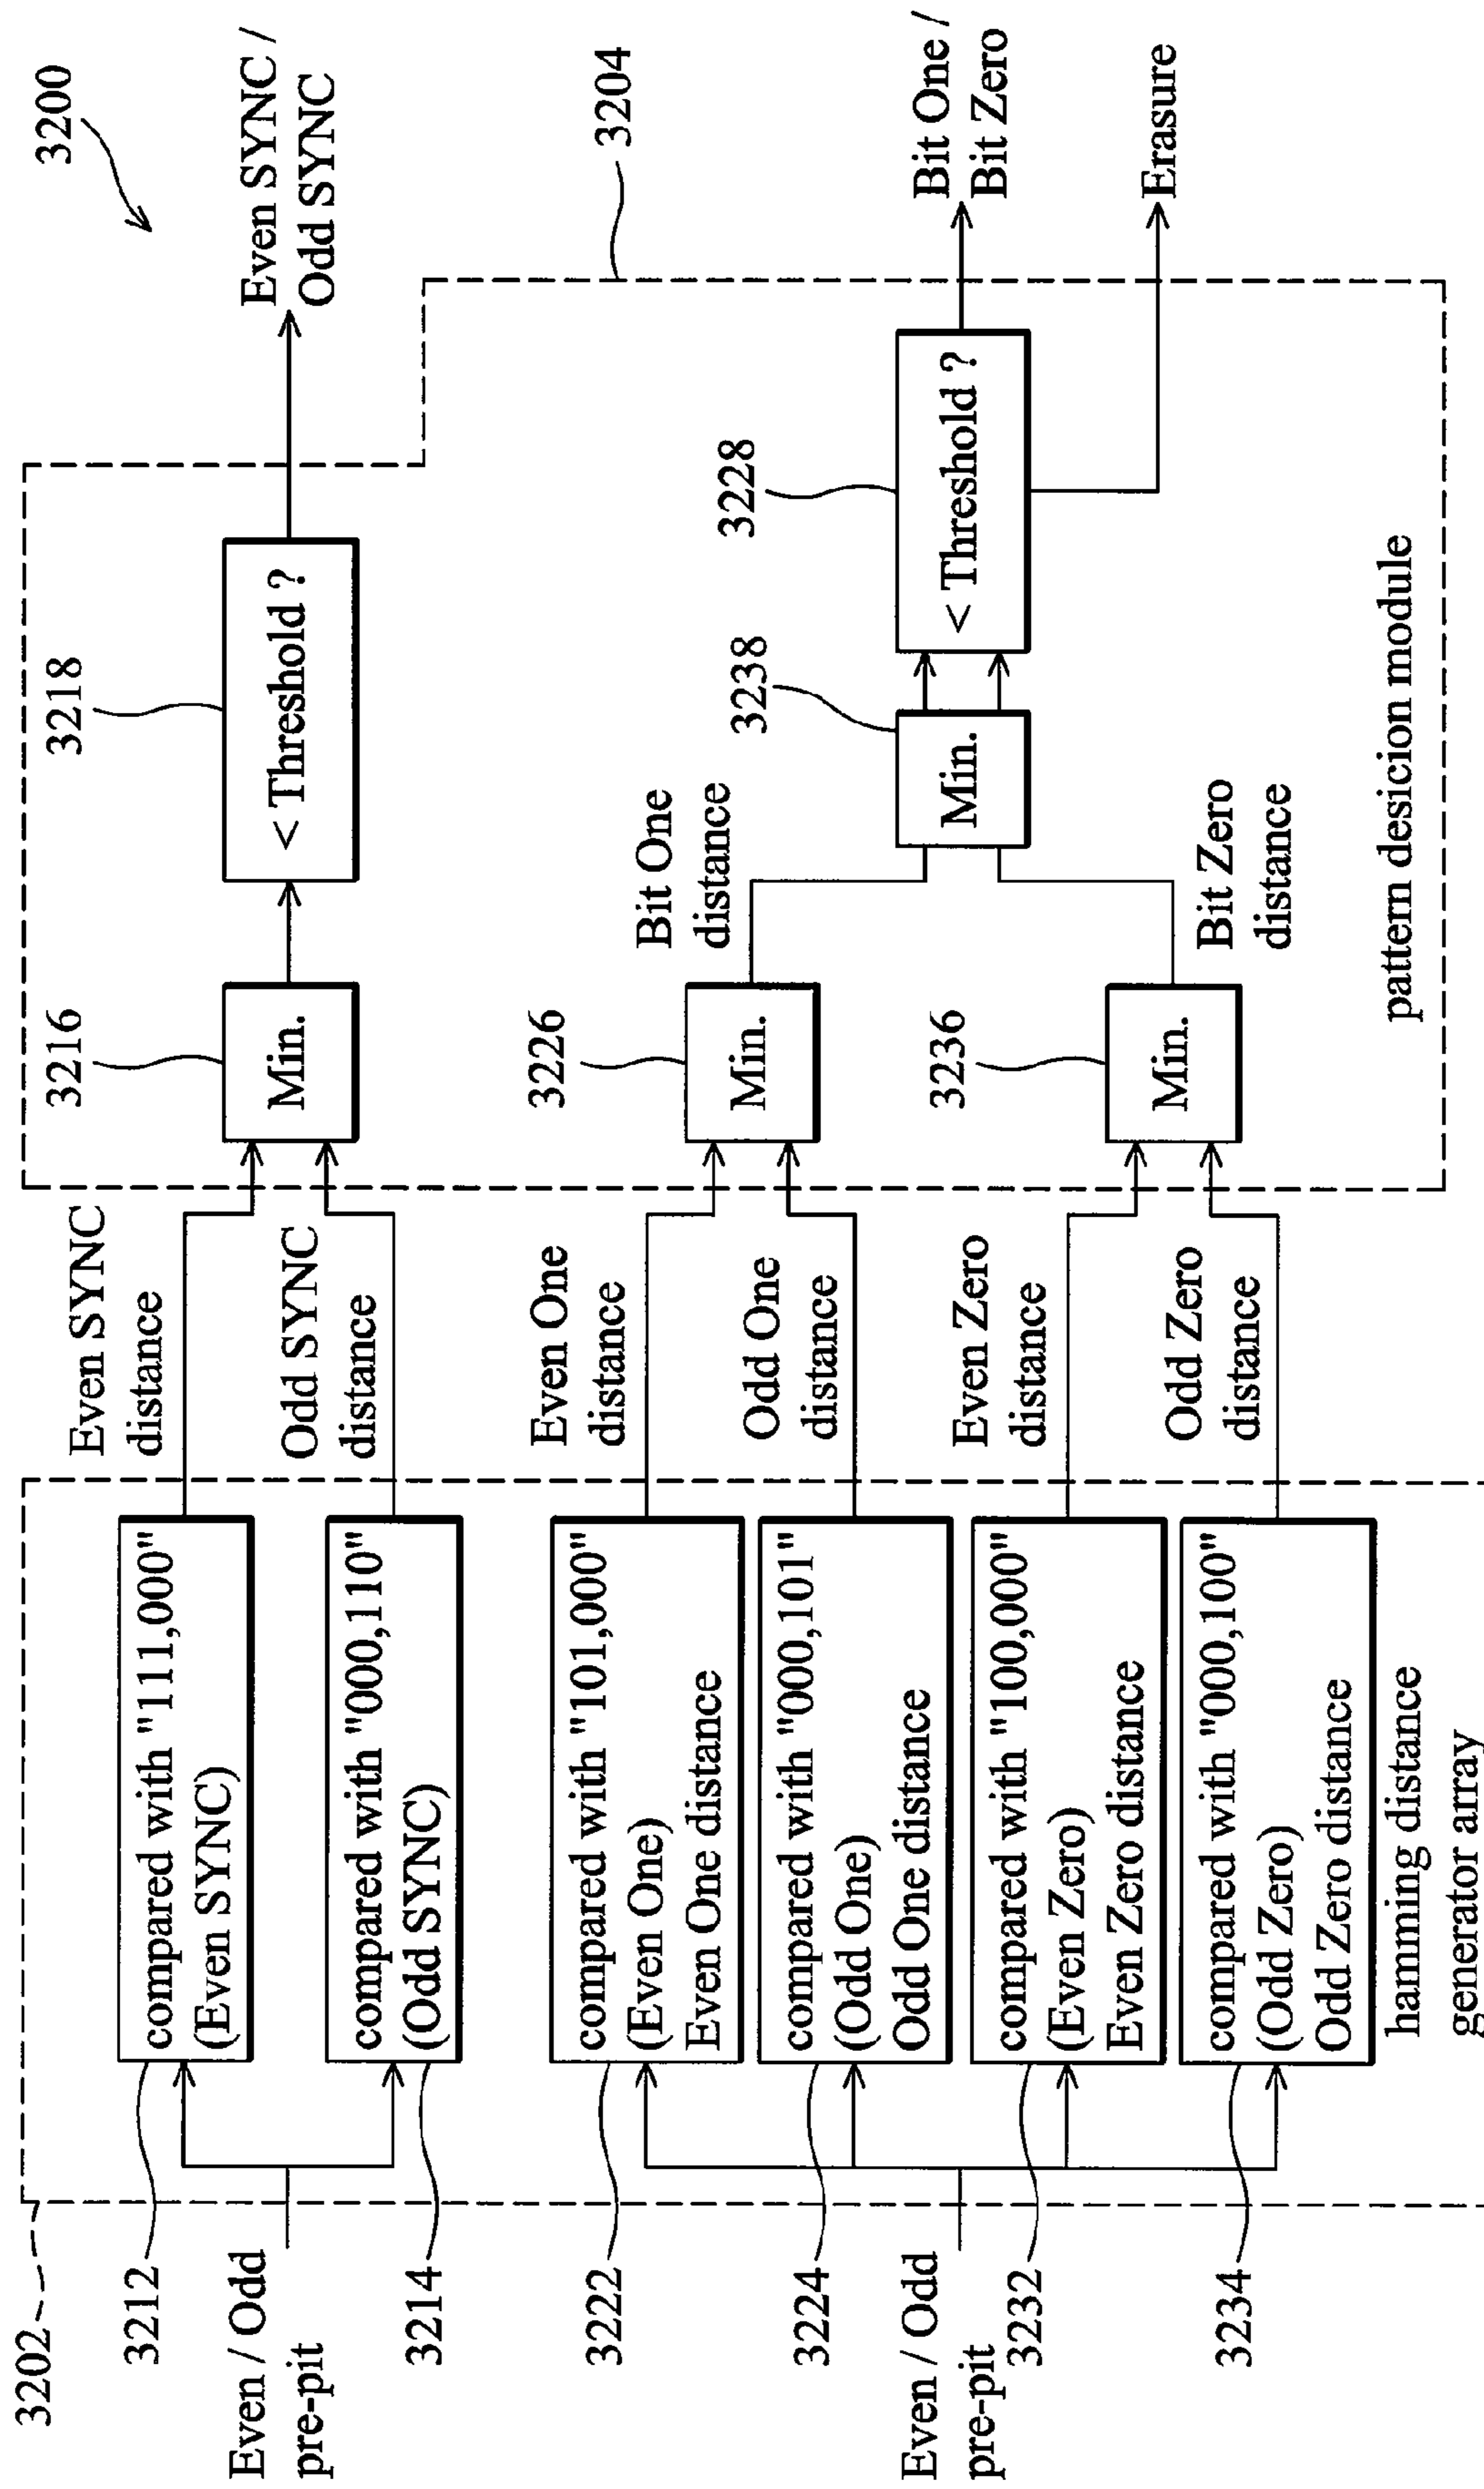 3200
3202
Even / Odd
pre-pit
3212
compared with "111,000"
(Even SYNC)
3214
compared with "000,110"
(Odd SYNC)
Even SYNC
distance
Odd SYNC
distance
3216
Min.
3218
< Threshold ?
Even SYNC /
Odd SYNC
3204
Even / Odd
pre-pit
3222
compared with "101,000"
(Even One)
Even One distance
3224
compared with "000,101"
(Odd One)
Odd One distance
3232
compared with "100,000"
(Even Zero)
Even Zero distance
3234
compared with "000,100"
(Odd Zero)
Odd Zero distance
hamming distance
generator array
Even One
distance
Odd One
distance
Even Zero
distance
Odd Zero
distance
3226
Min.
3236
Min.
Bit One
distance
Bit Zero
distance
3238
Min.
3228
< Threshold ?
Bit One /
Bit Zero
Erasure
pattern desicion module